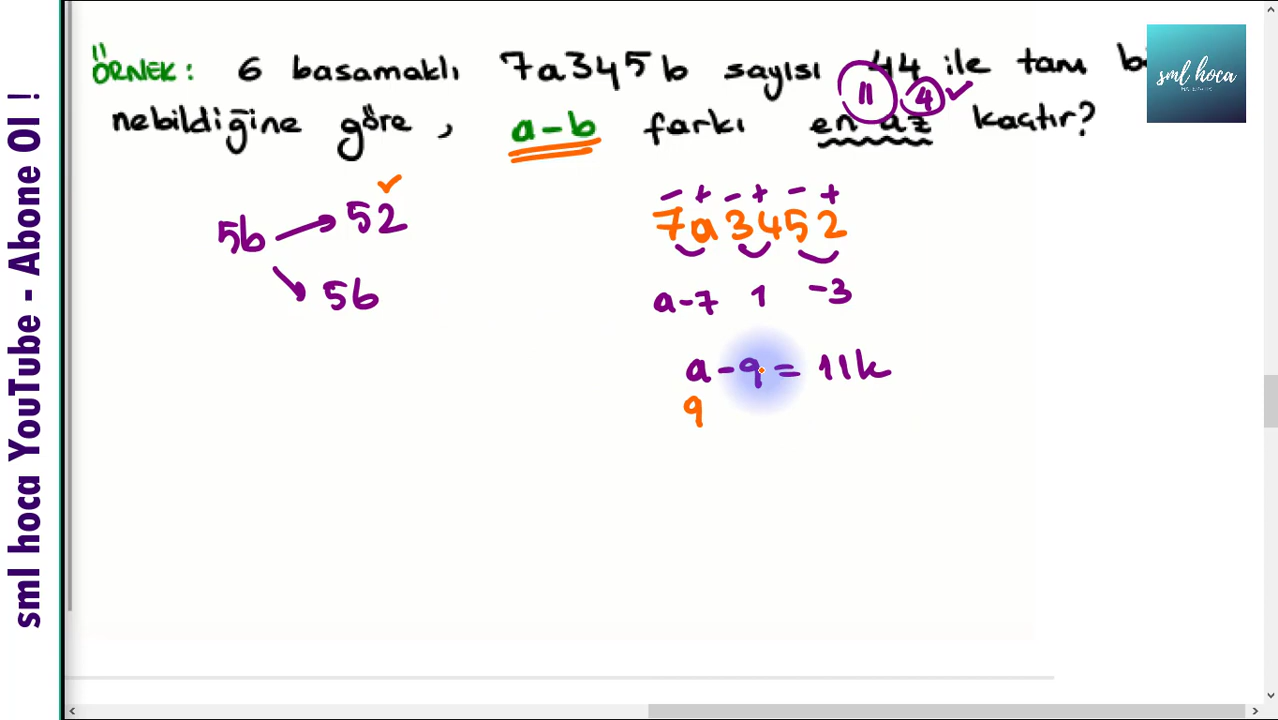 sml hoca YouTube - Abone Ol !
ÖRNEK: 6 basamaklı 7a345b sayısı 44 ile tam b
sml hoca
11 4 ✓
nebildiğine göre, a-b farkı en az kaçtır?
✓
5b → 52
→ 56
- + - + - +
7a3452
a-7 1 -3
a-9 = 11k
9